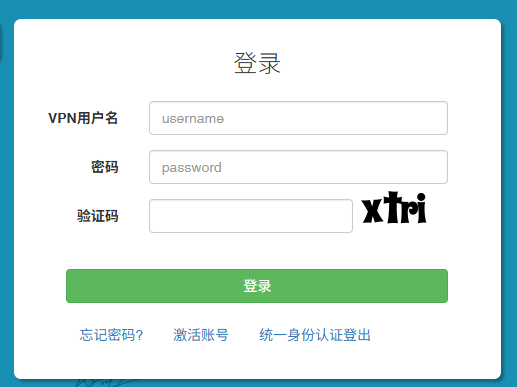 登录
VPN用户名 username
密码 password
验证码 xtri
登录
忘记密码? 激活账号 统一身份认证登出